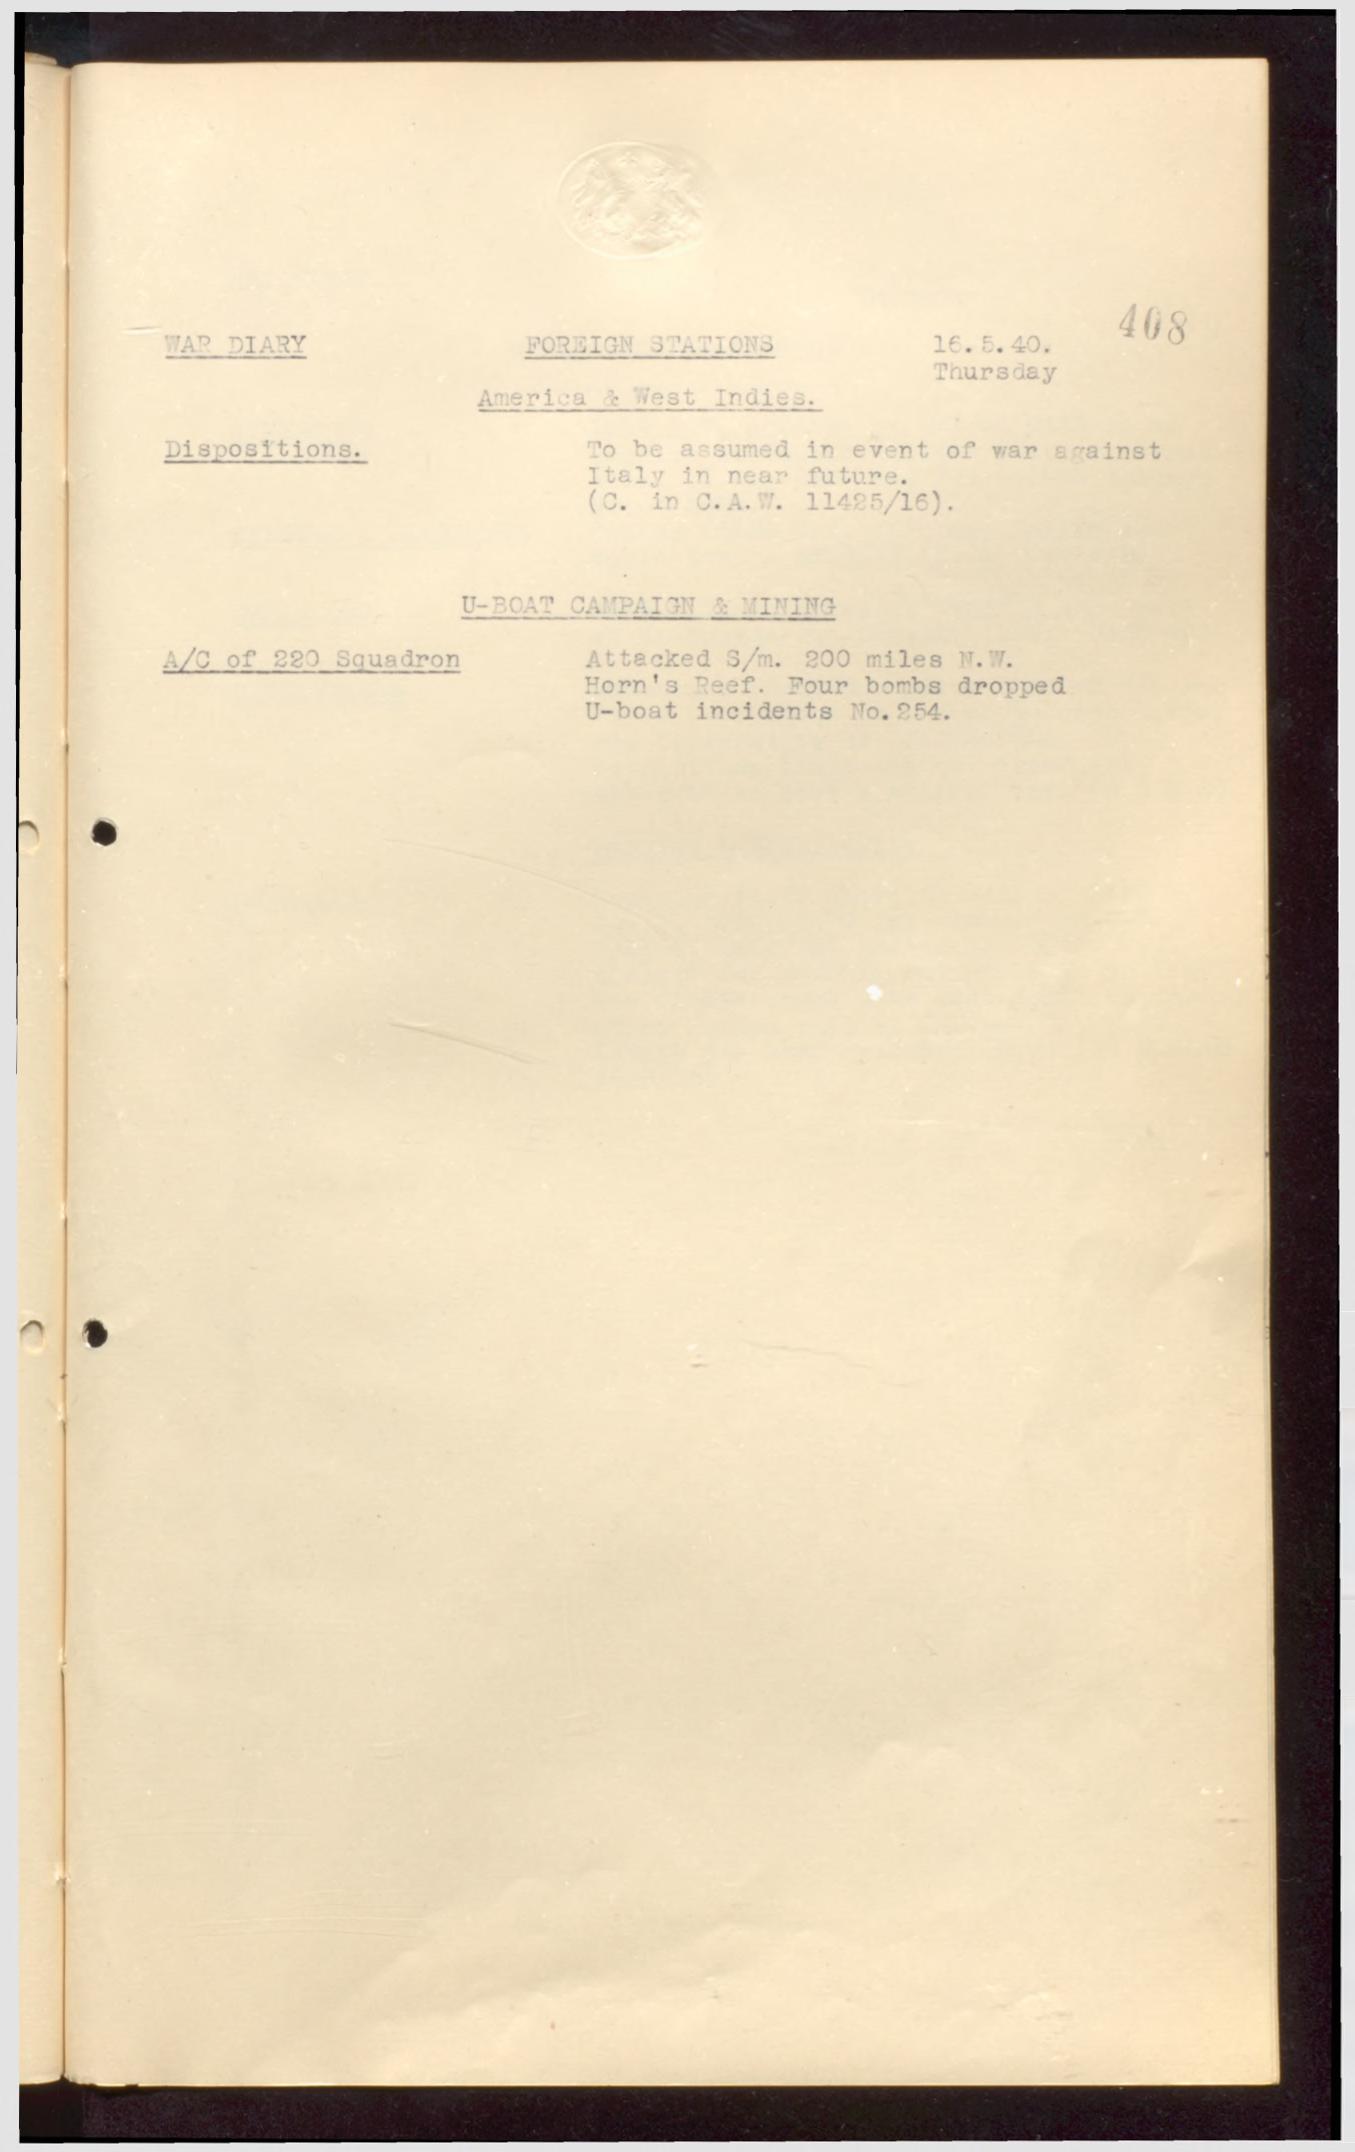 408
WAR DIARY FOREIGN STATIONS 16.5.40.
Thursday
America & West Indies.
Dispositions. To be assumed in event of war against
Italy in near future.
(C. in C.A.W. 11425/16).
U-BOAT CAMPAIGN & MINING
A/C of 220 Squadron Attacked S/m. 200 miles N.W.
Horn's Reef. Four bombs dropped
U-boat incidents No.254.